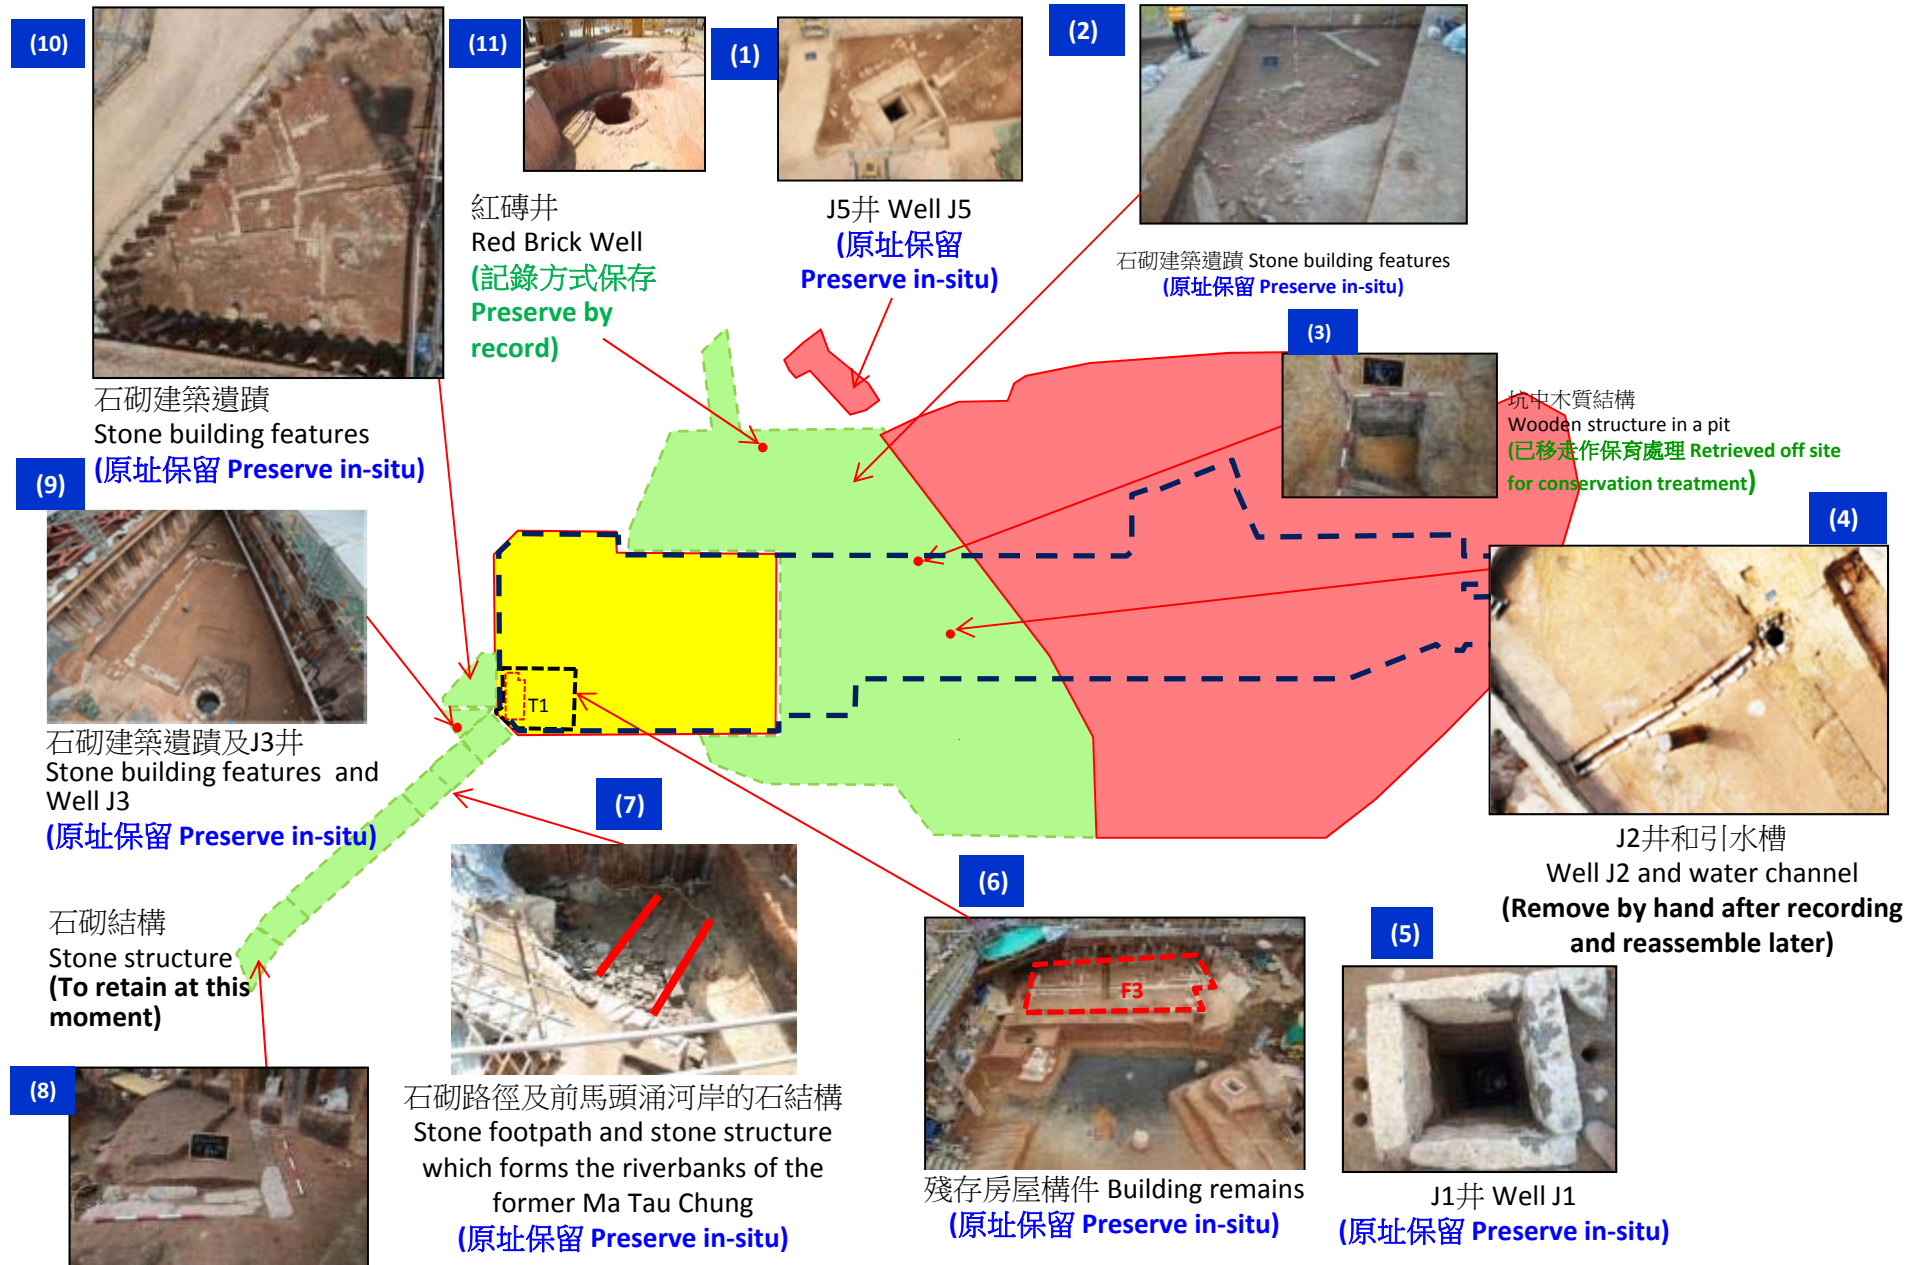 (10)
石砌建築遺蹟
Stone building features
(原址保留 Preserve in-situ)
(11)
紅磚井
Red Brick Well
(記錄方式保存
Preserve by
record)
(1)
J5井 Well J5
(原址保留
Preserve in-situ)
(2)
石砌建築遺蹟 Stone building features
(原址保留 Preserve in-situ)
(3)
坑中木質結構
Wooden structure in a pit
(已移走作保育處理 Retrieved off site
for conservation treatment)
(4)
J2井和引水槽
Well J2 and water channel
(Remove by hand after recording
and reassemble later)
(5)
J1井 Well J1
(原址保留 Preserve in-situ)
(6)
F3
殘存房屋構件 Building remains
(原址保留 Preserve in-situ)
T1
(7)
石砌路徑及前馬頭涌河岸的石結構
Stone footpath and stone structure
which forms the riverbanks of the
former Ma Tau Chung
(原址保留 Preserve in-situ)
(9)
石砌建築遺蹟及J3井
Stone building features and
Well J3
(原址保留 Preserve in-situ)
石砌結構
Stone structure
(To retain at this
moment)
(8)